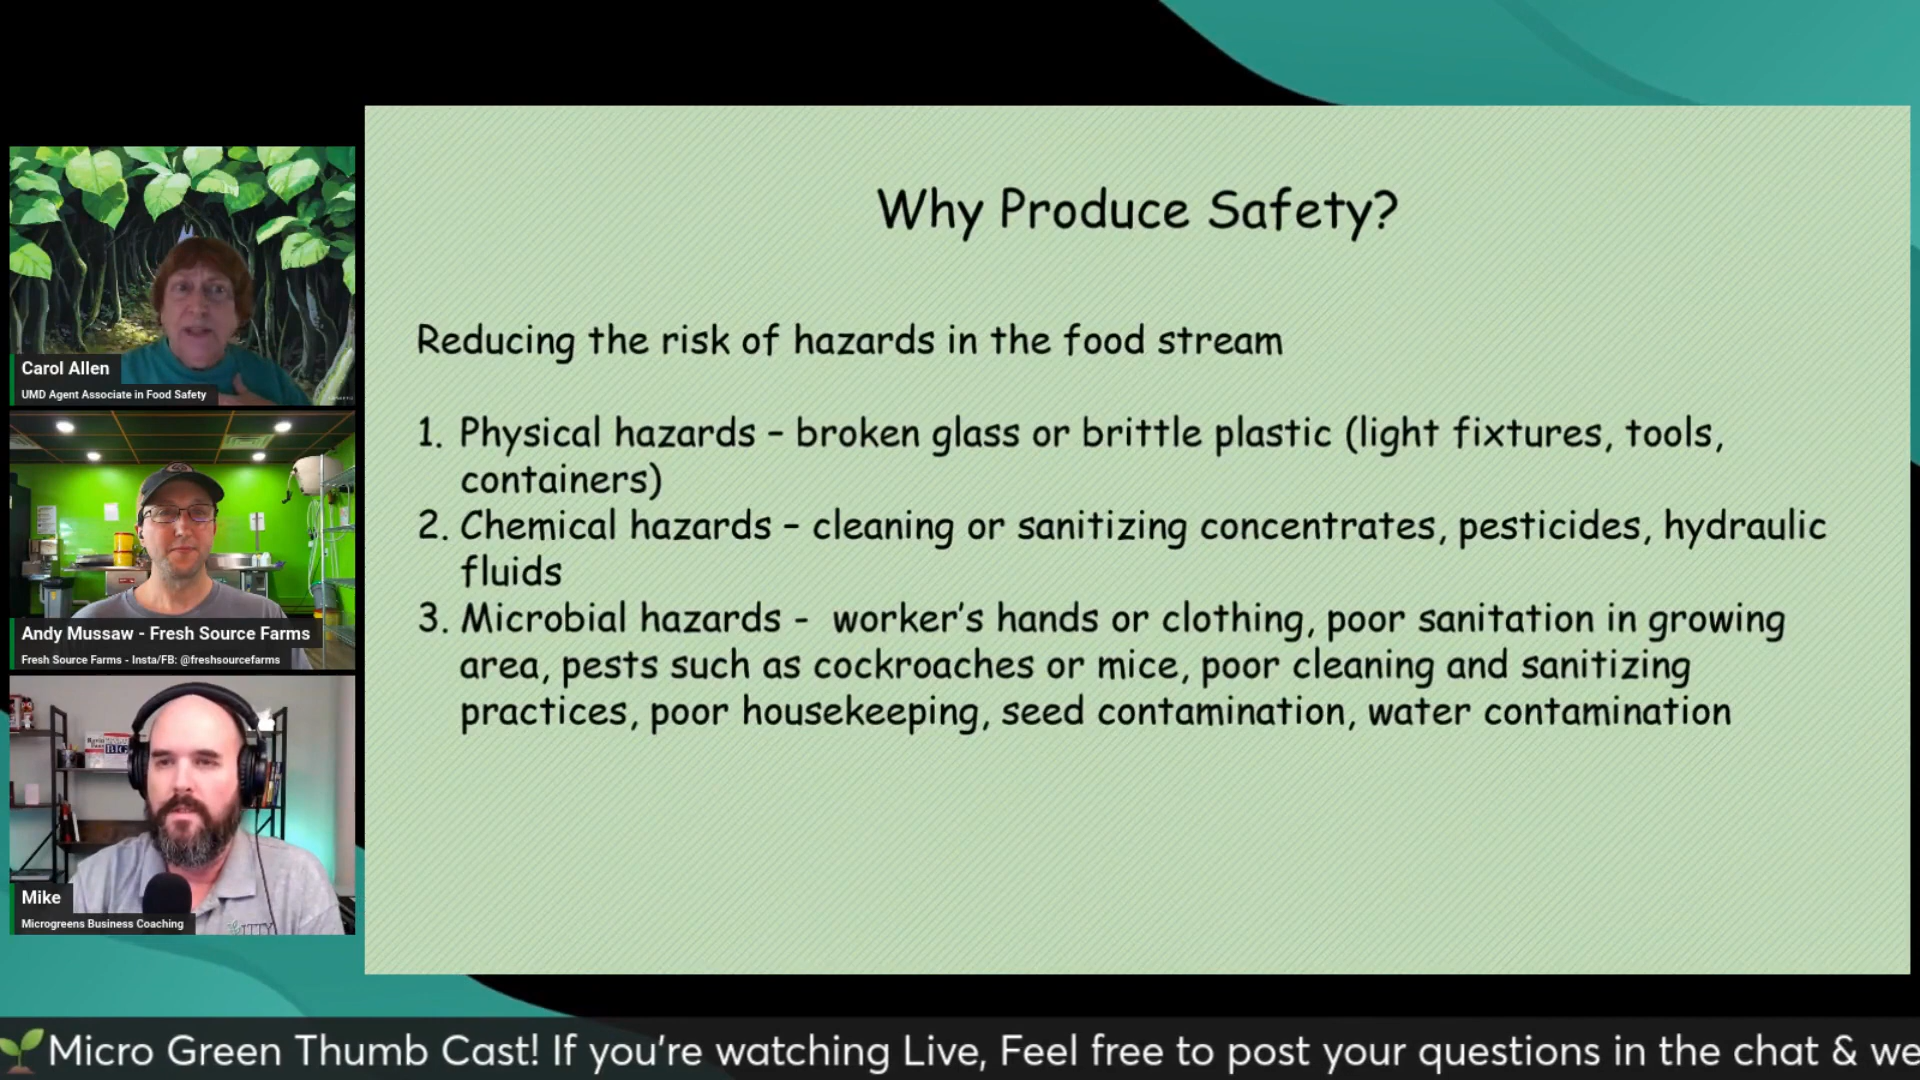 Why Produce Safety?
Reducing the risk of hazards in the food stream
1. Physical hazards – broken glass or brittle plastic (light fixtures, tools,
containers)
2. Chemical hazards – cleaning or sanitizing concentrates, pesticides, hydraulic
fluids
3. Microbial hazards -  worker’s hands or clothing, poor sanitation in growing
area, pests such as cockroaches or mice, poor cleaning and sanitizing
practices, poor housekeeping, seed contamination, water contamination
Carol Allen
UMD Agent Associate in Food Safety
Andy Mussaw - Fresh Source Farms
Fresh Source Farms - Insta/FB: @freshsourcefarms
BIG
Mike
Microgreens Business Coaching
Micro Green Thumb Cast! If you’re watching Live, Feel free to post your questions in the chat & we